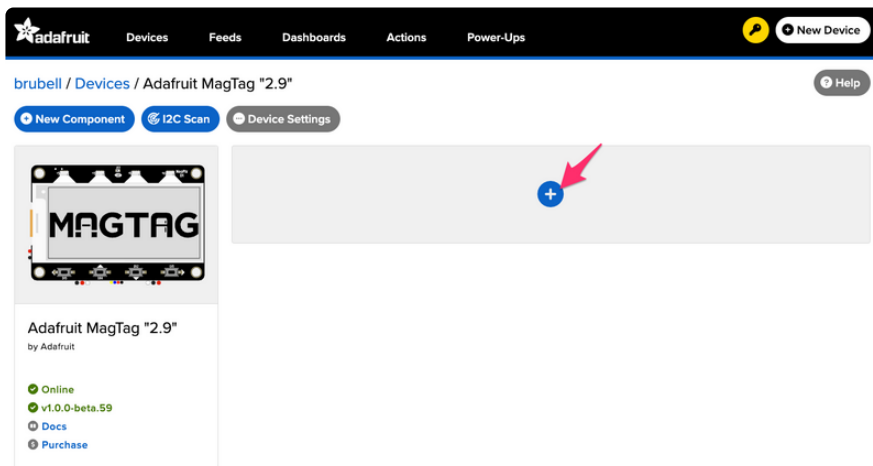 adafruit Devices Feeds Dashboards Actions Power-Ups New Device
brubell / Devices / Adafruit MagTag "2.9"
Help
New Component I2C Scan Device Settings
MAGTAG
Adafruit MagTag "2.9"
by Adafruit
Online
v1.0.0-beta.59
Docs
Purchase